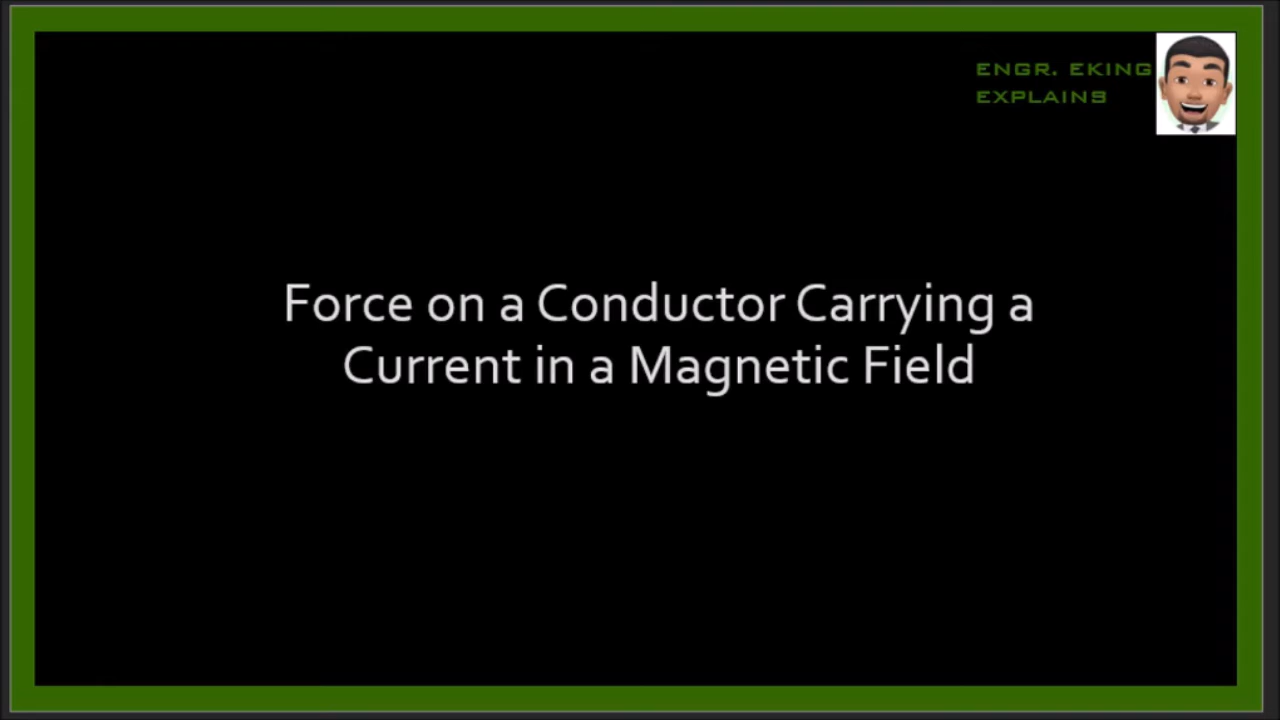 ENGR. EKING
EXPLAINS
Force on a Conductor Carrying a
Current in a Magnetic Field